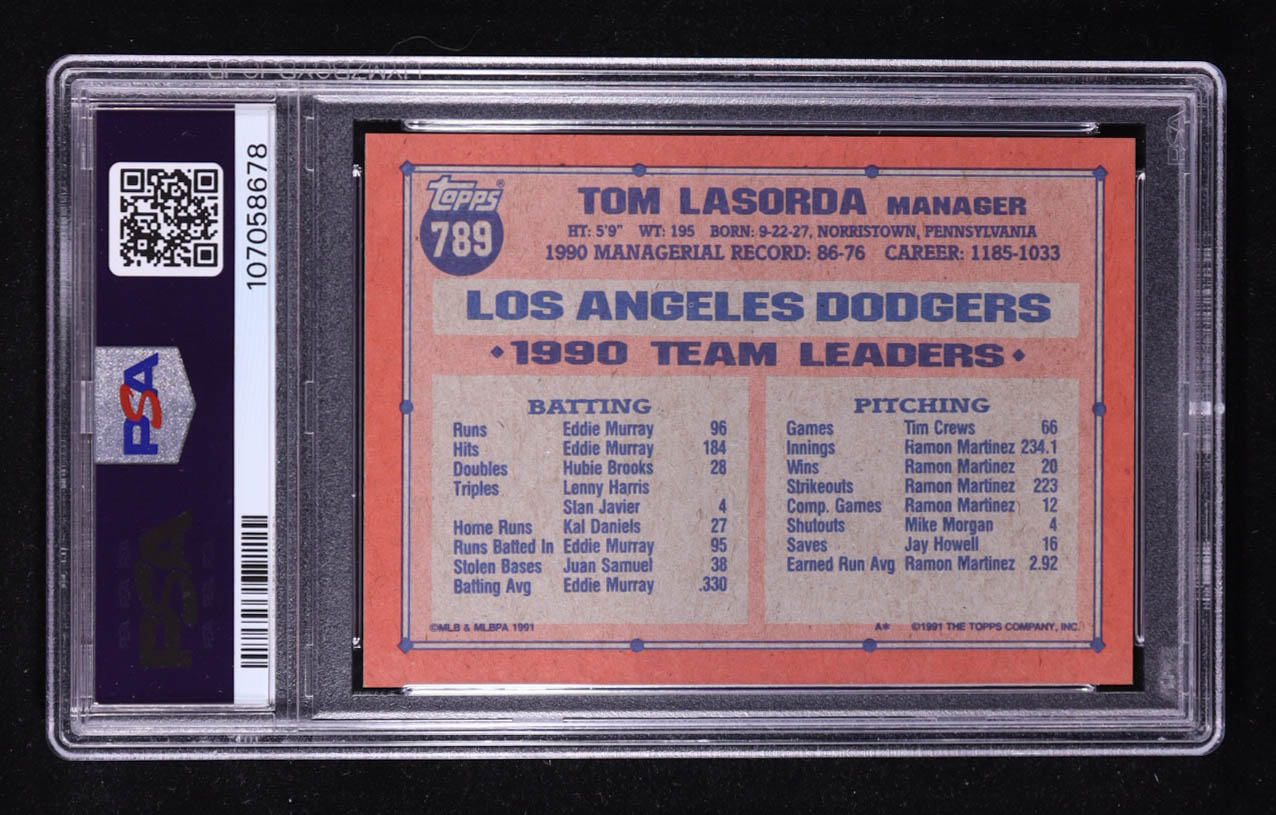 107058678
PSA
PSA
Topps®
789
TOM LASORDA MANAGER
HT: 5'9" WT: 195 BORN: 9-22-27, NORRISTOWN, PENNSYLVANIA
1990 MANAGERIAL RECORD: 86-76 CAREER: 1185-1033
LOS ANGELES DODGERS
1990 TEAM LEADERS
BATTING
Runs Eddie Murray 96
Hits Eddie Murray 184
Doubles Hubie Brooks 28
Triples Lenny Harris
Stan Javier 4
Home Runs Kal Daniels 27
Runs Batted In Eddie Murray 95
Stolen Bases Juan Samuel 38
Batting Avg Eddie Murray .330
PITCHING
Games Tim Crews 66
Innings Ramon Martinez 234.1
Wins Ramon Martinez 20
Strikeouts Ramon Martinez 223
Comp. Games Ramon Martinez 12
Shutouts Mike Morgan 4
Saves Jay Howell 16
Earned Run Avg Ramon Martinez 2.92
©MLB & MLBPA 1991
A* ©1991 THE TOPPS COMPANY, INC.